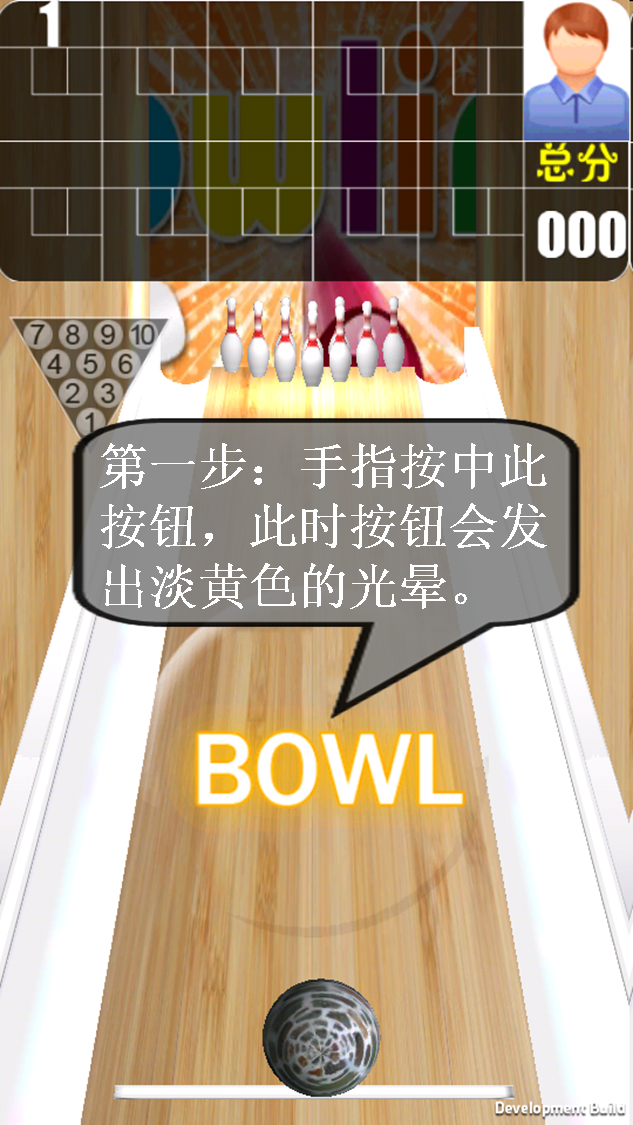 1
owlin
总分
000
7 8 9 10
4 5 6
2 3
1
第一步：手指按中此
按钮，此时按钮会发
出淡黄色的光晕。
BOWL
Development Build